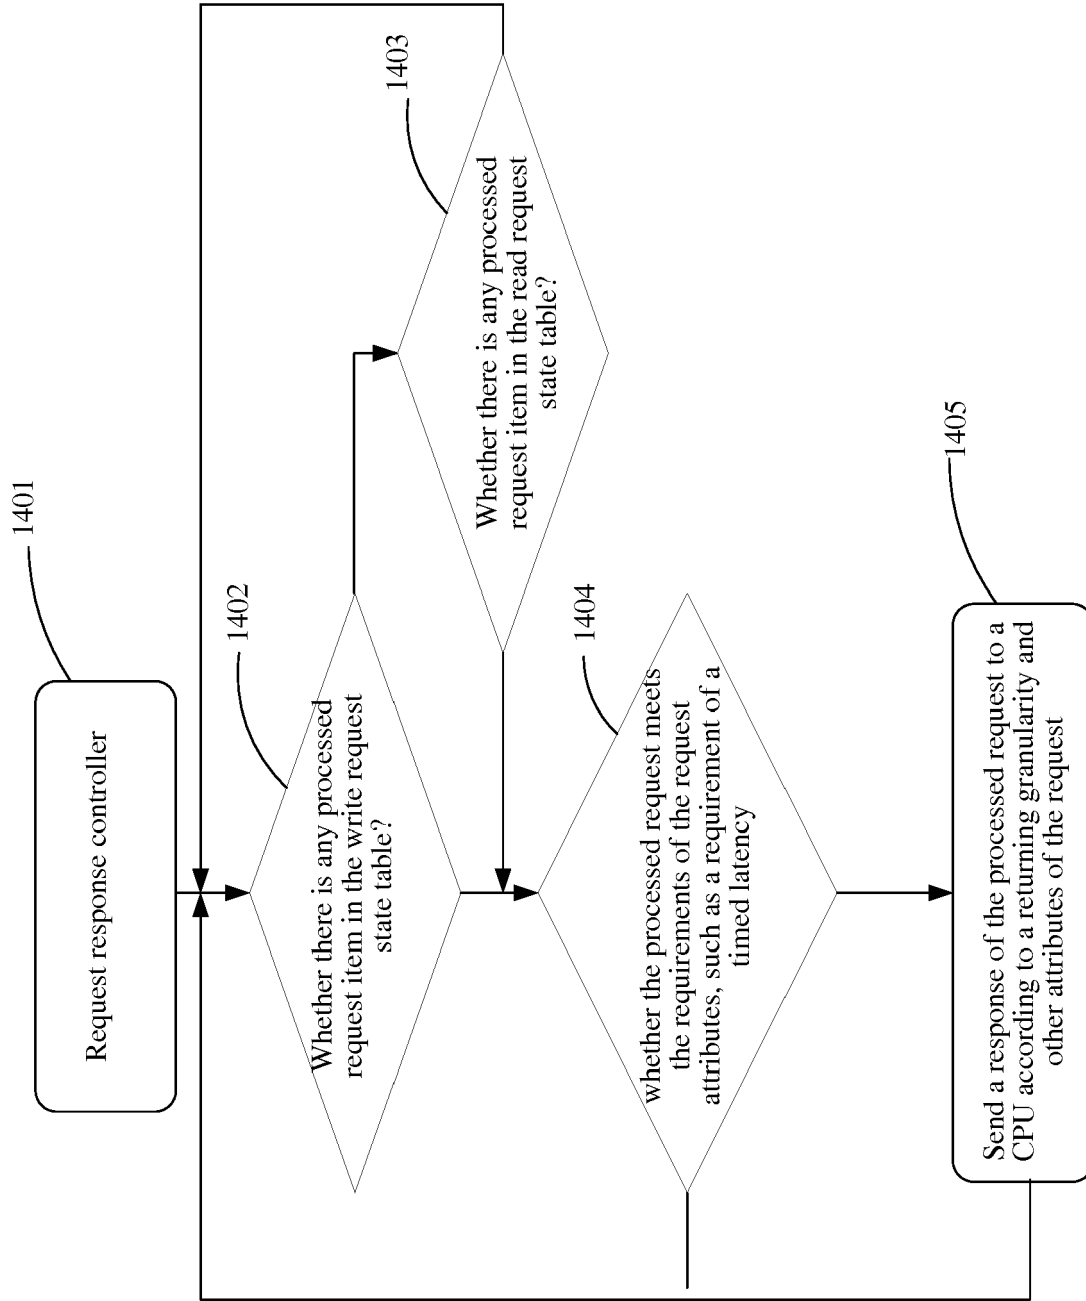 1401
Request response controller
1402
Whether there is any processed
request item in the write request
state table?
1403
Whether there is any processed
request item in the read request
state table?
1404
whether the processed request meets
the requirements of the request
attributes, such as a requirement of a
timed latency
1405
Send a response of the processed request to a
CPU according to a returning granularity and
other attributes of the request